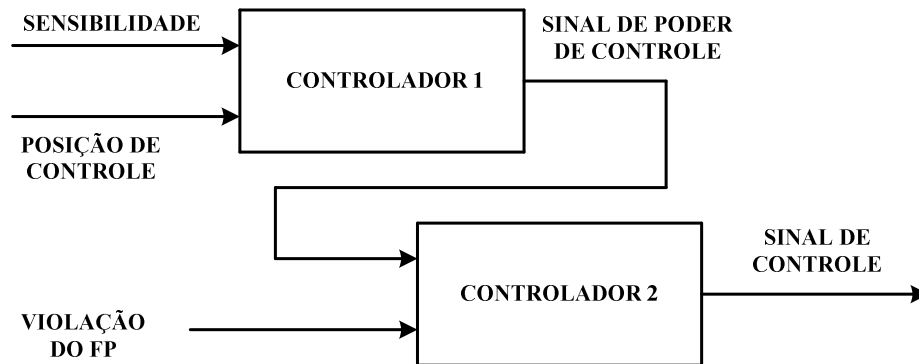 SENSIBILIDADE
SINAL DE PODER
DE CONTROLE
CONTROLADOR 1
POSIÇÃO DE
CONTROLE
SINAL DE
CONTROLE
CONTROLADOR 2
VIOLAÇÃO
DO FP